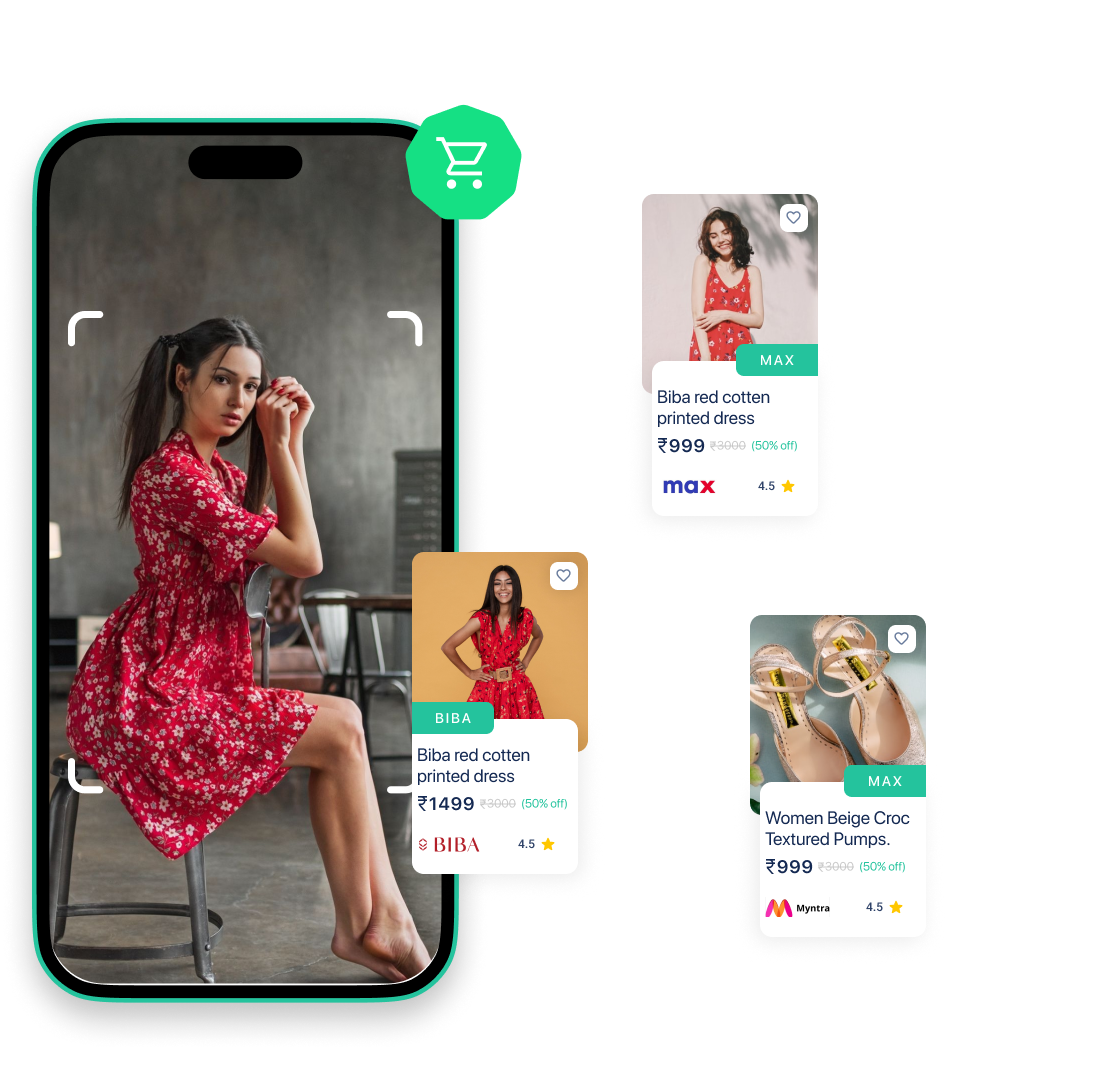 MAX
Biba red cotten
printed dress
₹999 ₹3000 (50% off)
max 4.5
BIBA
Biba red cotten
printed dress
₹1499 ₹3000 (50% off)
BIBA 4.5
MAX
Women Beige Croc
Textured Pumps.
₹999 ₹3000 (50% off)
Myntra 4.5